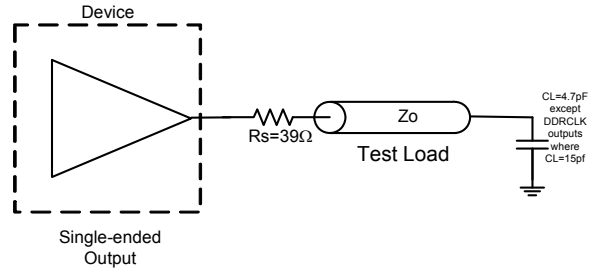 Device
Rs=39Ω
Zo
Test Load
CL=4.7pF
except
DDRCLK
outputs
where
CL=15pf
Single-ended
Output